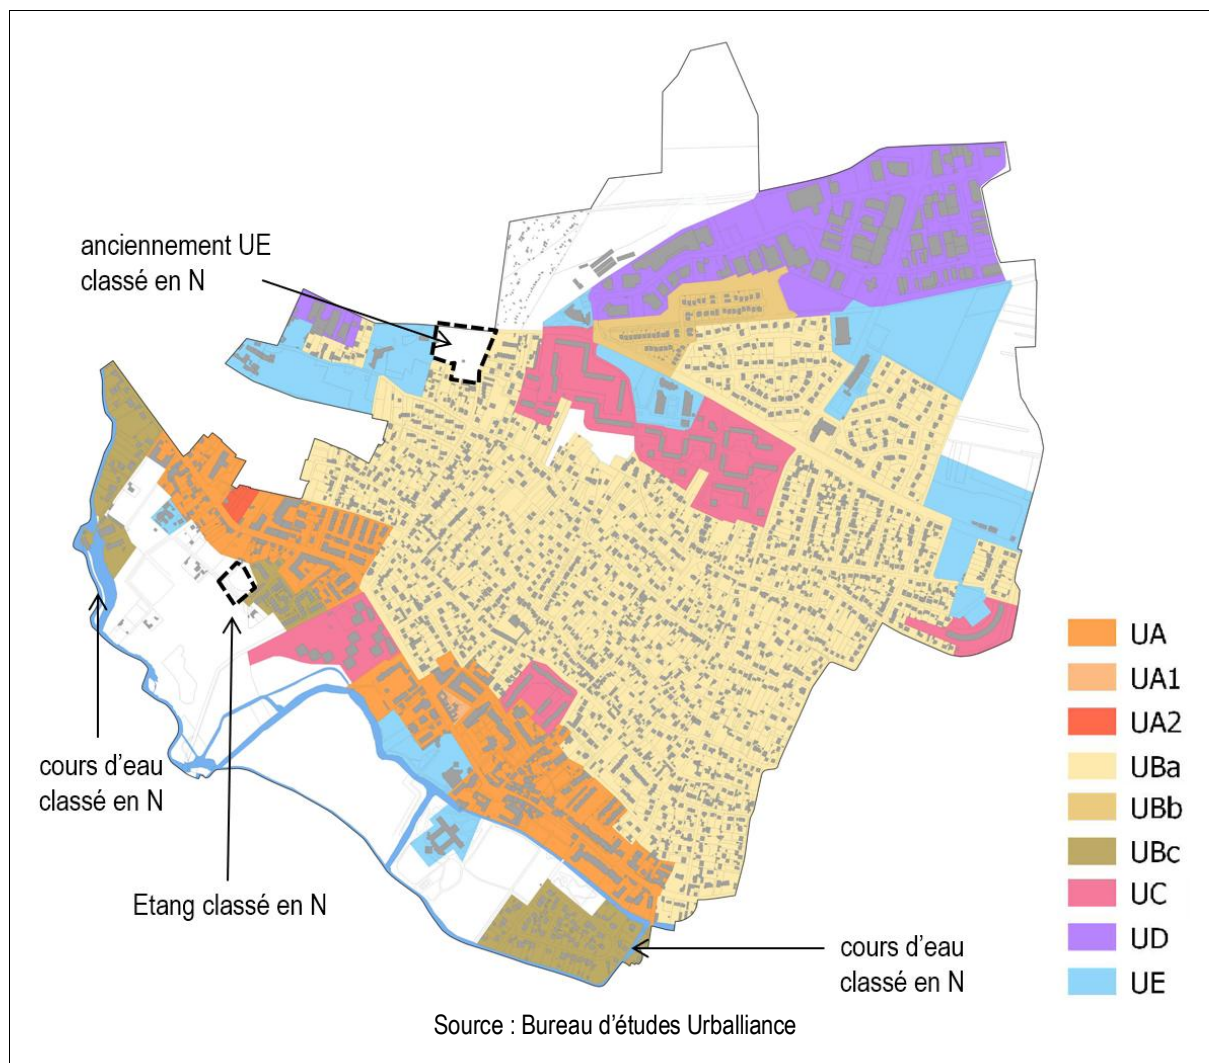 anciennement UE
classé en N
cours d'eau
classé en N
Etang classé en N
cours d'eau
classé en N
UA
UA1
UA2
UBa
UBb
UBc
UC
UD
UE
Source : Bureau d'études Urballiance